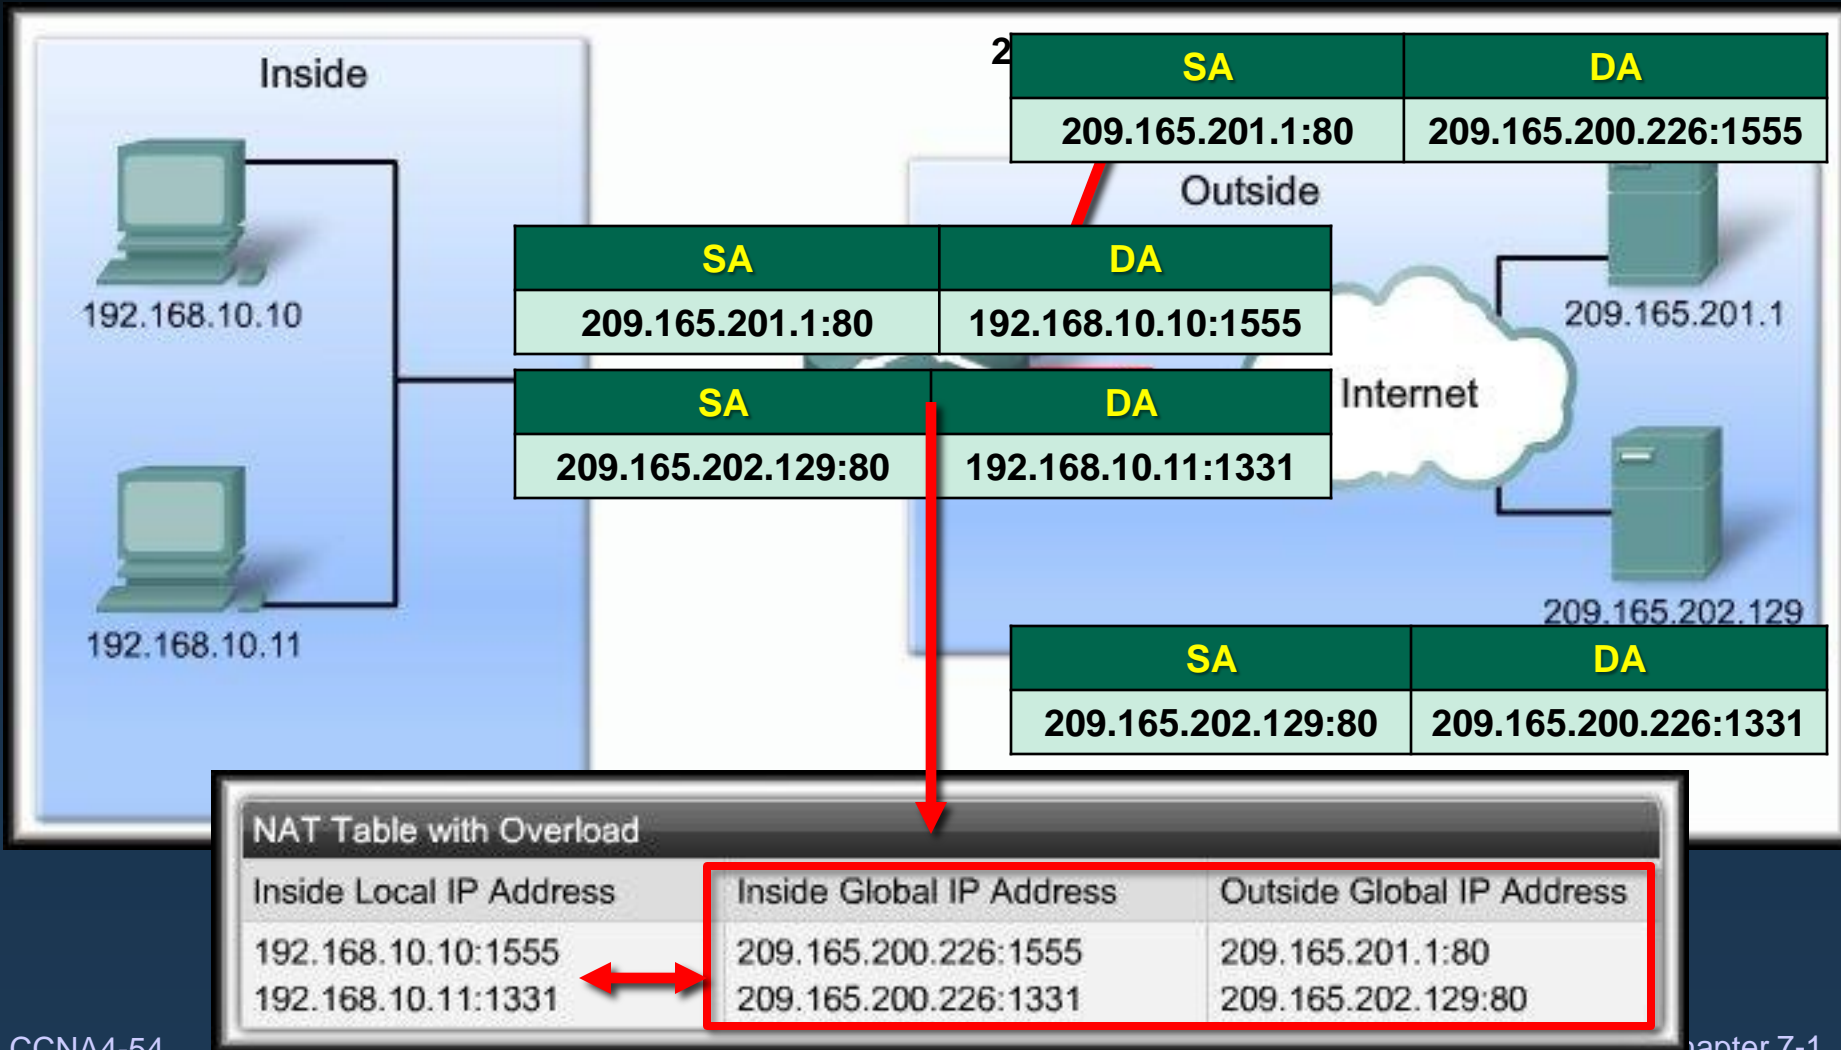 Inside
2
SA DA
209.165.201.1:80 209.165.200.226:1555
Outside
SA DA
209.165.201.1:80 192.168.10.10:1555
192.168.10.10
209.165.201.1
SA DA
209.165.202.129:80 192.168.10.11:1331
Internet
192.168.10.11
209.165.202.129
SA DA
209.165.202.129:80 209.165.200.226:1331
NAT Table with Overload
Inside Local IP Address Inside Global IP Address Outside Global IP Address
192.168.10.10:1555 209.165.200.226:1555 209.165.201.1:80
192.168.10.11:1331 209.165.200.226:1331 209.165.202.129:80
CCNA4-54 apter 7-1